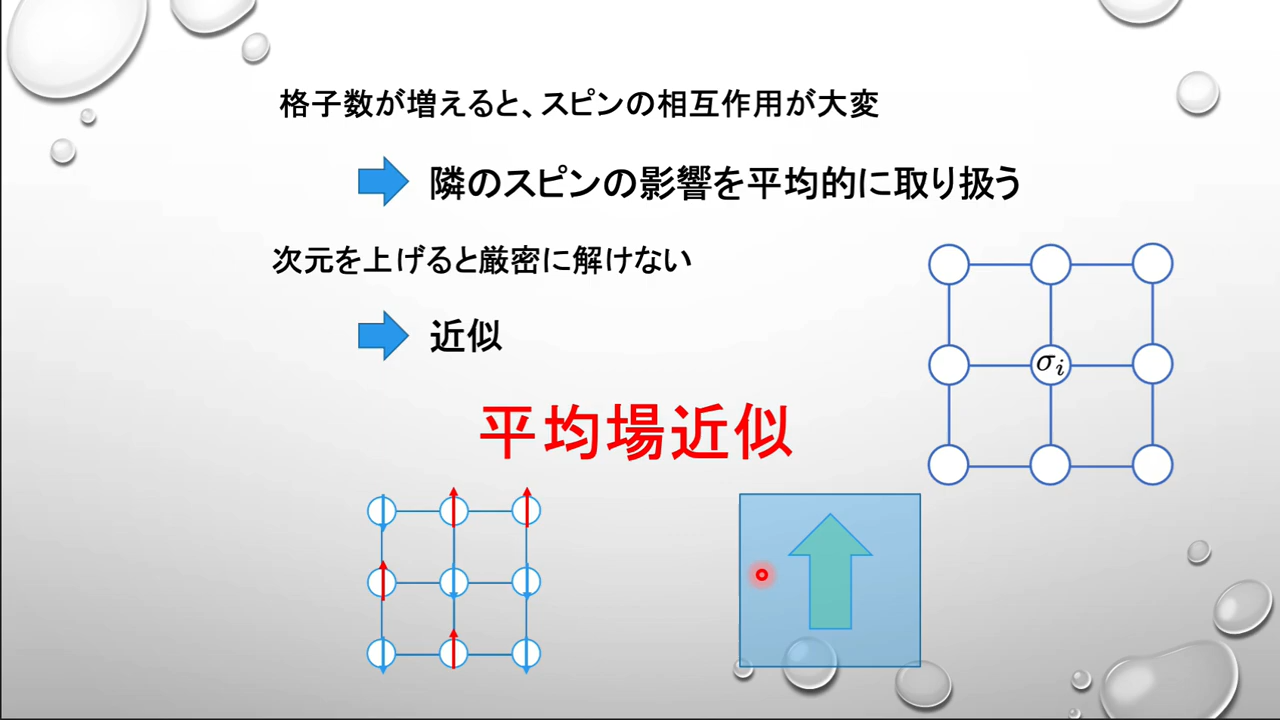 格子数が増えると、スピンの相互作用が大変
隣のスピンの影響を平均的に取り扱う
次元を上げると厳密に解けない
近似
σi
平均場近似